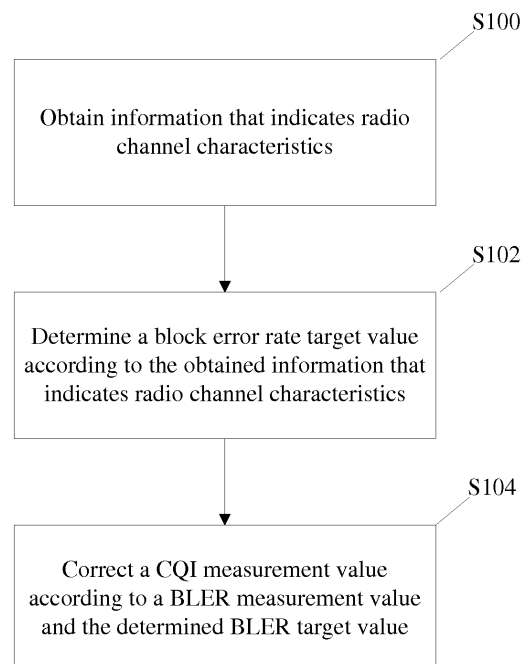 S100
Obtain information that indicates radio
channel characteristics
S102
Determine a block error rate target value
according to the obtained information that
indicates radio channel characteristics
S104
Correct a CQI measurement value
according to a BLER measurement value
and the determined BLER target value